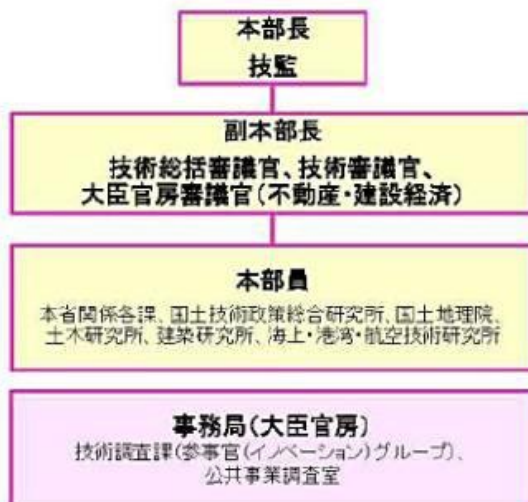 本部長
技監
副本部長
技術総括審議官、技術審議官、
大臣官房審議官(不動産・建設経済)
本部員
本省関係各課、国土技術政策総合研究所、国土地理院、
土木研究所、建築研究所、海上・港湾・航空技術研究所
事務局(大臣官房)
技術調査課(参事官(イノベーション)グループ)、
公共事業調査室